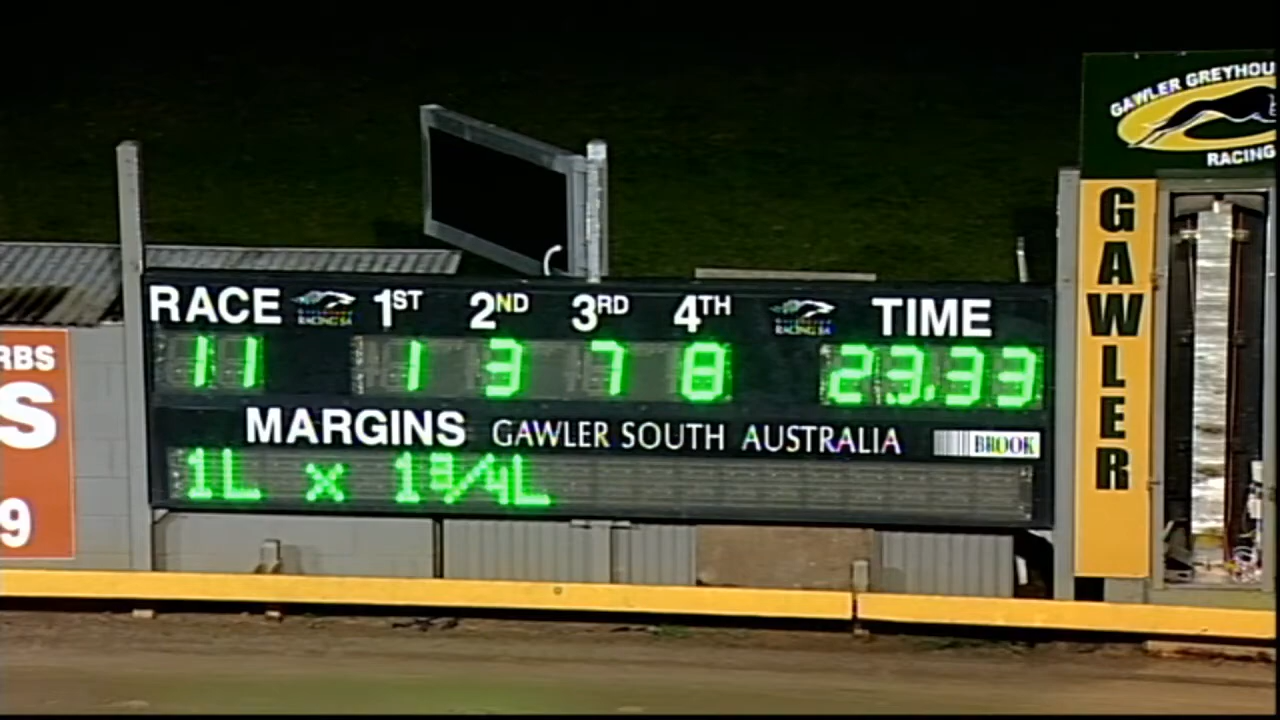 GAWLER GREYHOU
RACING
GAWLER
RACE 1ST 2ND 3RD 4TH TIME
11 1 3 7 8 23.33
MARGINS GAWLER SOUTH AUSTRALIA BROOK
1L x 1¾L
RBS
S
9